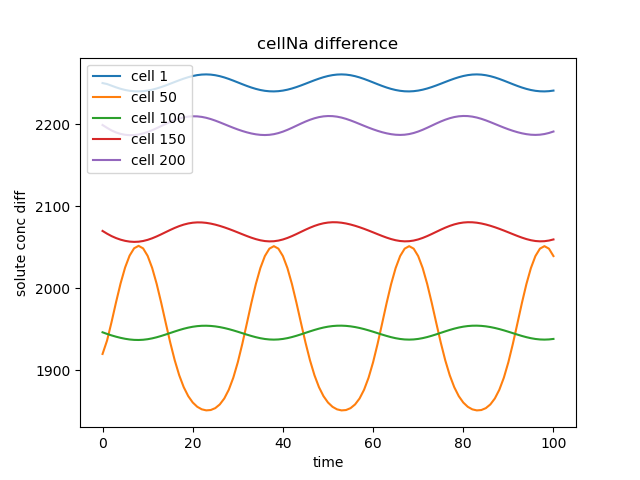 cellNa difference
cell 1
cell 50
cell 100
cell 150
cell 200
solute conc diff
2200
2100
2000
1900
0 20 40 60 80 100
time